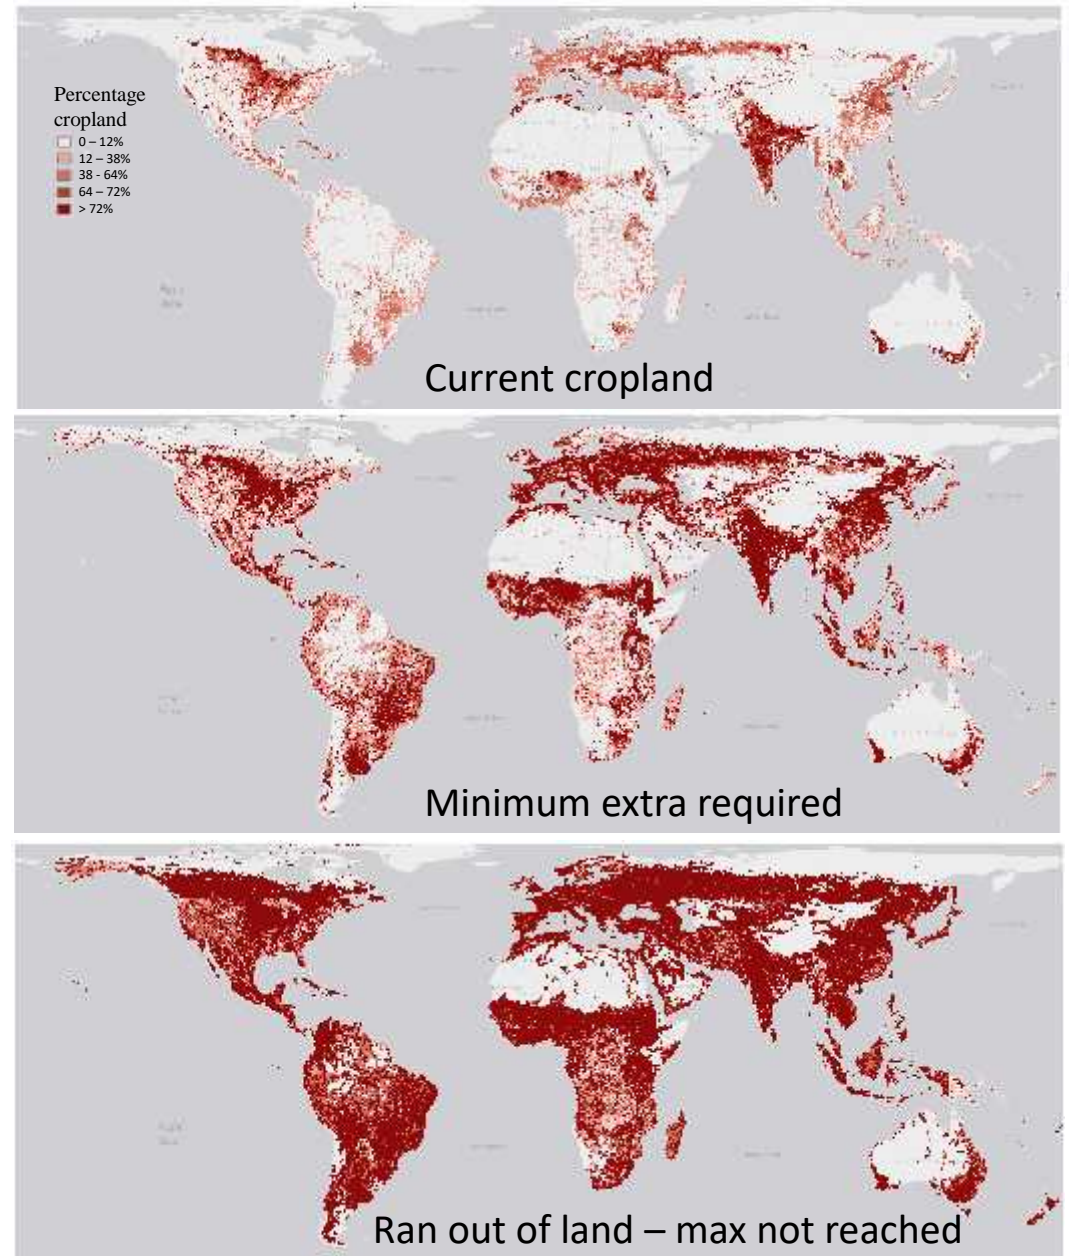 Percentage
cropland
0 – 12%
12 – 38%
38 - 64%
64 – 72%
> 72%
Current cropland
Minimum extra required
Ran out of land – max not reached